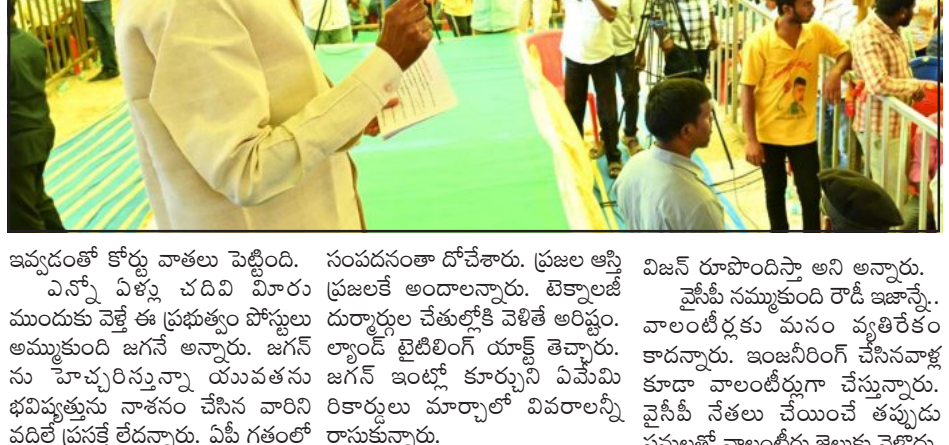 ఇవ్వడంతో కోర్టు వాతలు పెట్టింది.
ఎన్నో ఏళ్లు చదివి మీరు
ముందుకు వెళ్తే ఈ ప్రభుత్వం పోస్టులు
అమ్ముకుంది జగనే అన్నారు. జగన్
ను హెచ్చరిస్తున్నా యువతను
భవిష్యత్తును నాశనం చేసిన వారిని
వదిలే ప్రసక్తే లేదన్నారు. ఏపీ గతంలో
సంపదనంతా దోచేశారు. ప్రజల ఆస్తి
ప్రజలకే అందాలన్నారు. టెక్నాలజీ
దుర్మార్గుల చేతుల్లోకి వెళితే అరిష్టం.
ల్యాండ్ టైటిలింగ్ యాక్ట్ తెచ్చారు.
జగన్ ఇంట్లో కూర్చుని ఏమేమి
రికార్డులు మార్చాలో వివరాలన్నీ
రాసుకున్నారు.
విజన్ రూపొందిస్తా అని అన్నారు.
వైసీపీ నమ్ముకుంది రౌడీ ఇజాన్నే..
వాలంటీర్లకు మనం వ్యతిరేకం
కాదన్నారు. ఇంజనీరింగ్ చేసినవాళ్ల
కూడా వాలంటీర్లుగా చేస్తున్నారు.
వైసీపీ నేతలు చేయించే తప్పుడు